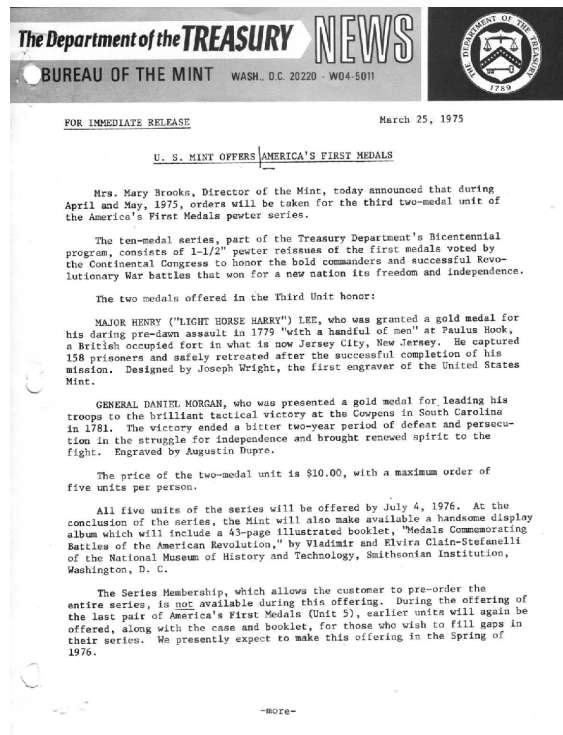 The Department of the TREASURY NEWS
BUREAU OF THE MINT WASH., D.C. 20220 - WO4-5011
THE DEPARTMENT OF THE TREASURY
1789
FOR IMMEDIATE RELEASE March 25, 1975
U. S. MINT OFFERS AMERICA'S FIRST MEDALS
Mrs. Mary Brooks, Director of the Mint, today announced that during
April and May, 1975, orders will be taken for the third two-medal unit of
the America's First Medals pewter series.
The ten-medal series, part of the Treasury Department's Bicentennial
program, consists of 1-1/2" pewter reissues of the first medals voted by
the Continental Congress to honor the bold commanders and successful Revo-
lutionary War battles that won for a new nation its freedom and independence.
The two medals offered in the Third Unit honor:
MAJOR HENRY ("LIGHT HORSE HARRY") LEE, who was granted a gold medal for
his daring pre-dawn assault in 1779 "with a handful of men" at Paulus Hook,
a British occupied fort in what is now Jersey City, New Jersey. He captured
158 prisoners and safely retreated after the successful completion of his
mission. Designed by Joseph Wright, the first engraver of the United States
Mint.
GENERAL DANIEL MORGAN, who was presented a gold medal for leading his
troops to the brilliant tactical victory at the Cowpens in South Carolina
in 1781. The victory ended a bitter two-year period of defeat and persecu-
tion in the struggle for independence and brought renewed spirit to the
fight. Engraved by Augustin Dupre.
The price of the two-medal unit is $10.00, with a maximum order of
five units per person.
All five units of the series will be offered by July 4, 1976. At the
conclusion of the series, the Mint will also make available a handsome display
album which will include a 43-page illustrated booklet, "Medals Commemorating
Battles of the American Revolution," by Vladimir and Elvira Clain-Stefanelli
of the National Museum of History and Technology, Smithsonian Institution,
Washington, D. C.
The Series Membership, which allows the customer to pre-order the
entire series, is not available during this offering. During the offering of
the last pair of America's First Medals (Unit 5), earlier units will again be
offered, along with the case and booklet, for those who wish to fill gaps in
their series. We presently expect to make this offering in the Spring of
1976.
-more-